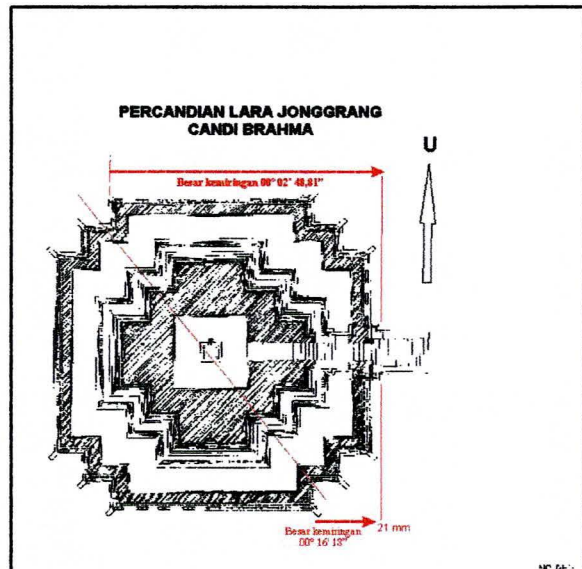 PERCANDIAN LARA JONGGRANG
CANDI BRAHMA
U
Besar kemiringan 00° 02' 48,81"
21 mm
Besar kemiringan
00° 16' 13"